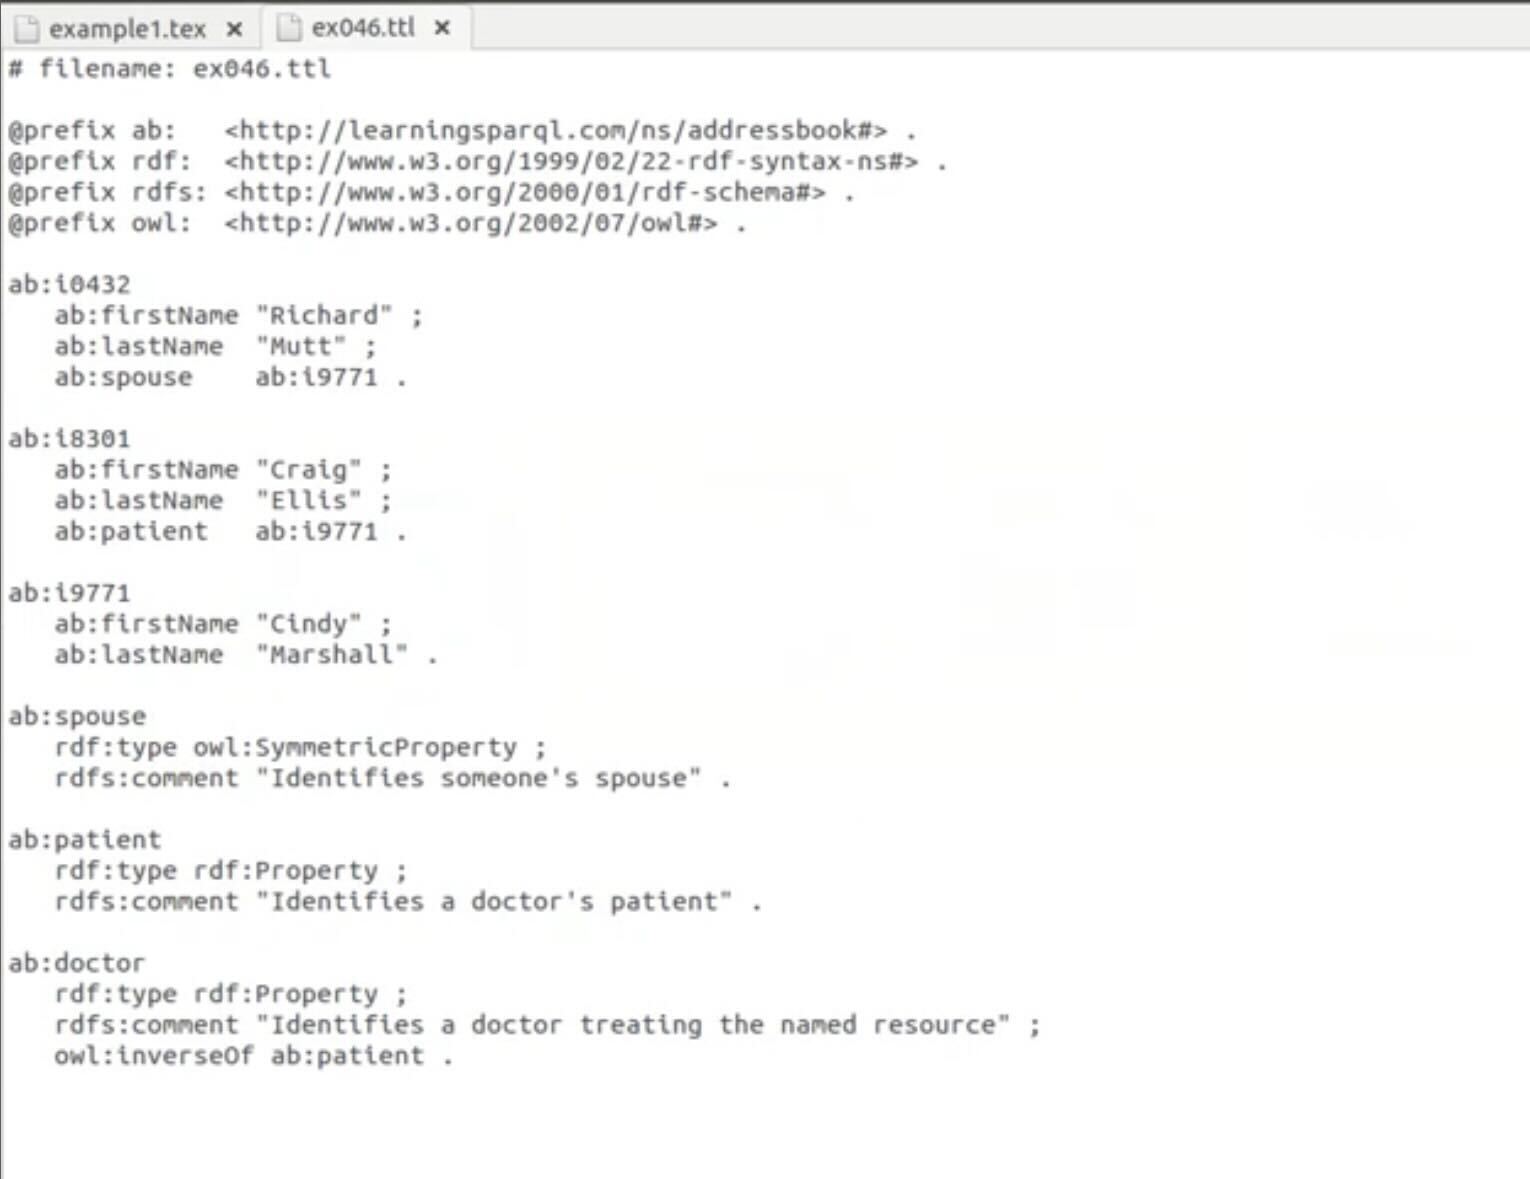 example1.tex × ex046.ttl ×
# filename: ex046.ttl
@prefix ab:   <http://learningsparql.com/ns/addressbook#> .
@prefix rdf:  <http://www.w3.org/1999/02/22-rdf-syntax-ns#> .
@prefix rdfs: <http://www.w3.org/2000/01/rdf-schema#> .
@prefix owl:  <http://www.w3.org/2002/07/owl#> .
ab:i0432
   ab:firstName "Richard" ;
   ab:lastName  "Mutt" ;
   ab:spouse    ab:i9771 .
ab:i8301
   ab:firstName "Craig" ;
   ab:lastName  "Ellis" ;
   ab:patient   ab:i9771 .
ab:i9771
   ab:firstName "Cindy" ;
   ab:lastName  "Marshall" .
ab:spouse
   rdf:type owl:SymmetricProperty ;
   rdfs:comment "Identifies someone's spouse" .
ab:patient
   rdf:type rdf:Property ;
   rdfs:comment "Identifies a doctor's patient" .
ab:doctor
   rdf:type rdf:Property ;
   rdfs:comment "Identifies a doctor treating the named resource" ;
   owl:inverseOf ab:patient .